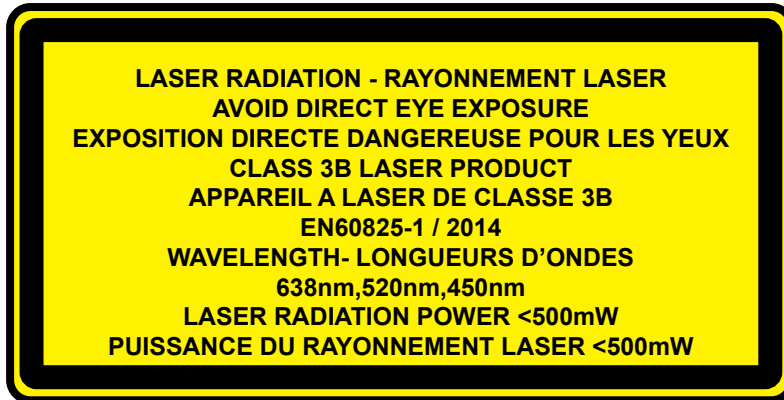 LASER RADIATION - RAYONNEMENT LASER
AVOID DIRECT EYE EXPOSURE
EXPOSITION DIRECTE DANGEREUSE POUR LES YEUX
CLASS 3B LASER PRODUCT
APPAREIL A LASER DE CLASSE 3B
EN60825-1 / 2014
WAVELENGTH- LONGUEURS D’ONDES
638nm,520nm,450nm
LASER RADIATION POWER <500mW
PUISSANCE DU RAYONNEMENT LASER <500mW